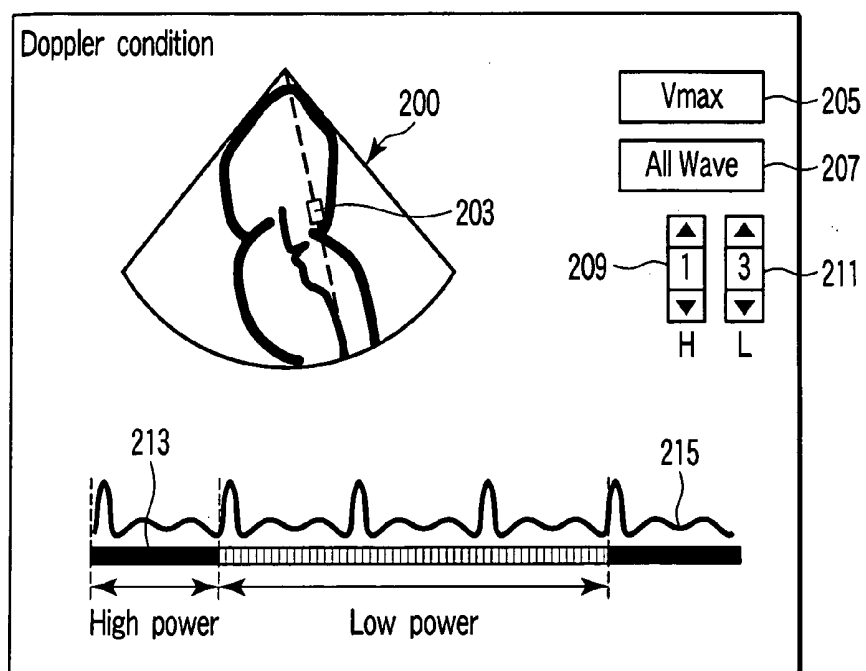 Doppler condition
200
Vmax
205
All Wave
207
203
209
1
3
211
H
L
213
215
High power
Low power